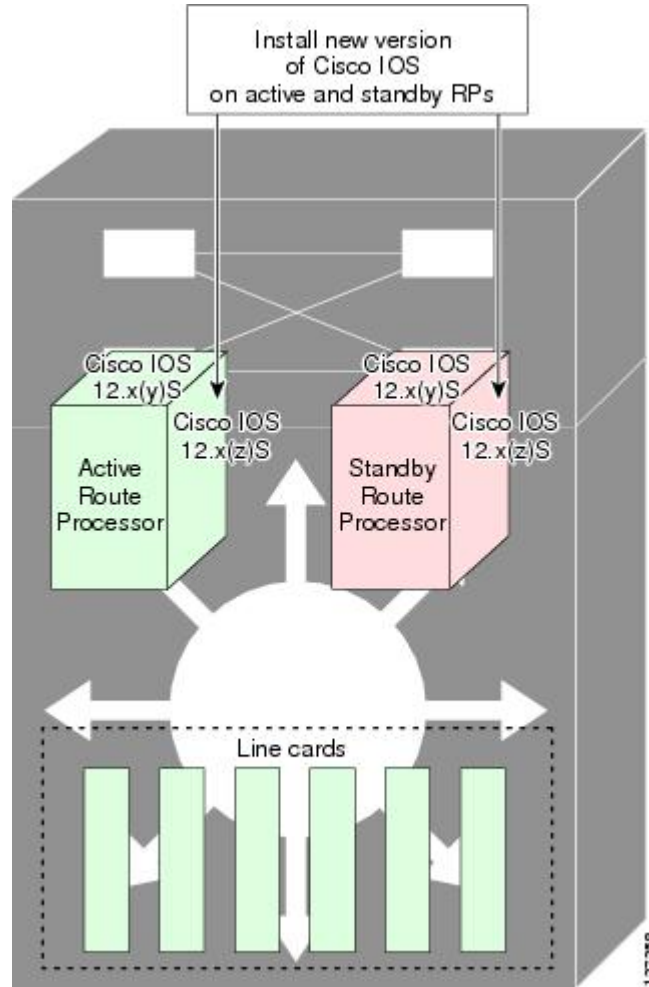 Install new version
of Cisco IOS
on active and standby RPs
Cisco IOS
12.x(y)S
Cisco IOS
12.x(z)S
Active
Route
Processor
Cisco IOS
12.x(y)S
Cisco IOS
12.x(z)S
Standby
Route
Processor
Line cards